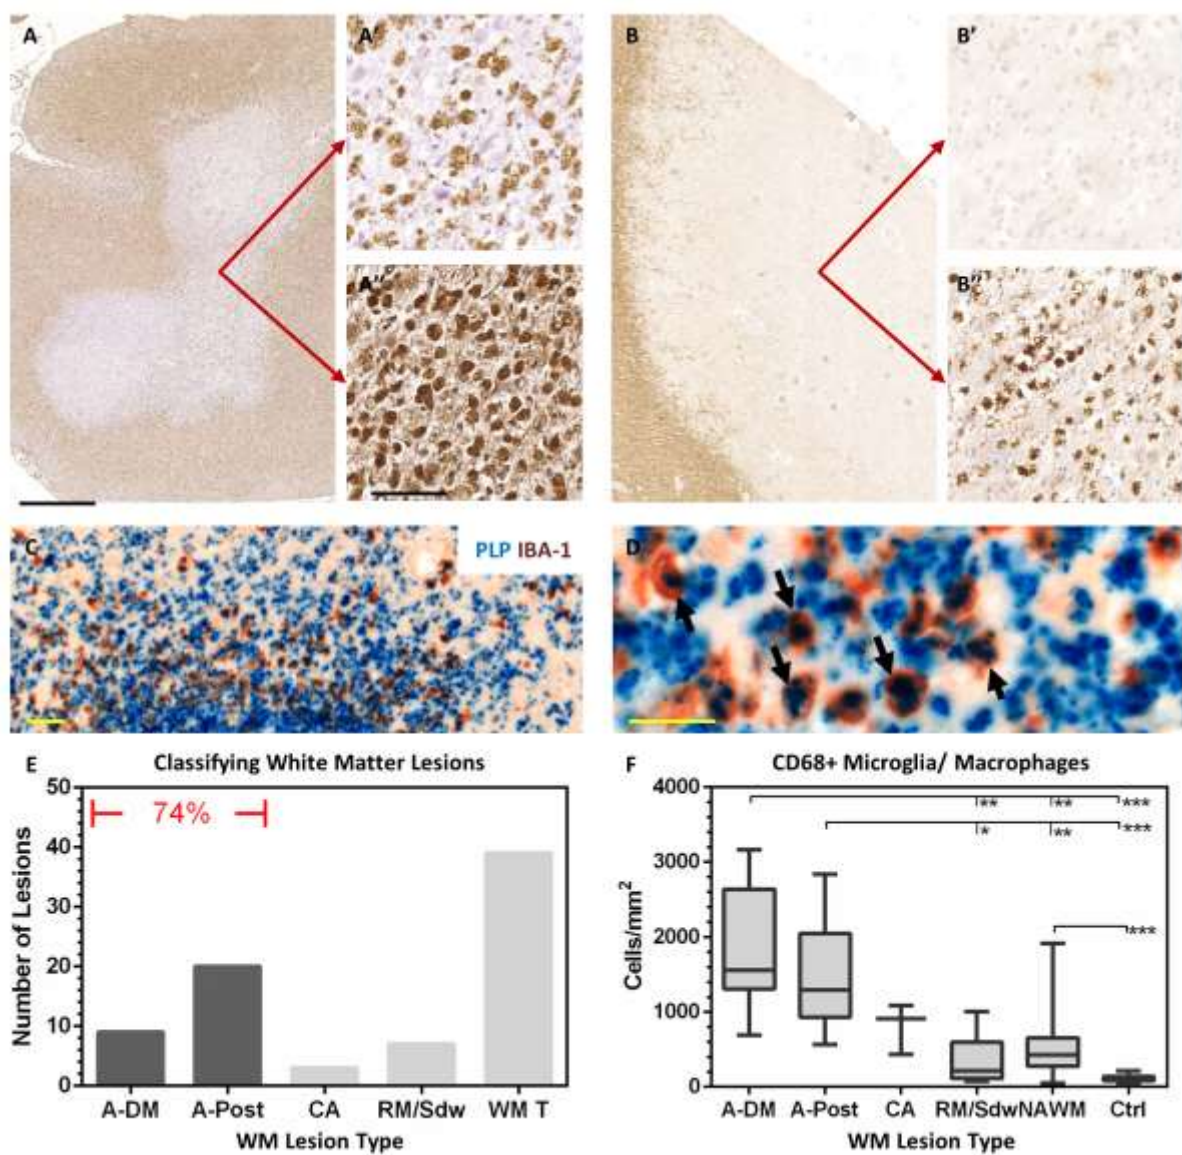 A
A'
A''
B
B'
B''
C
PLP IBA-1
D
E
Classifying White Matter Lesions
50
40
30
20
10
0
Number of Lesions
74%
A-DM A-Post CA RM/Sdw WM T
WM Lesion Type
F
CD68+ Microglia/ Macrophages
4000
3000
2000
1000
0
Cells/mm²
** ** ***
* ** ***
***
A-DM A-Post CA RM/Sdw NAWM Ctrl
WM Lesion Type